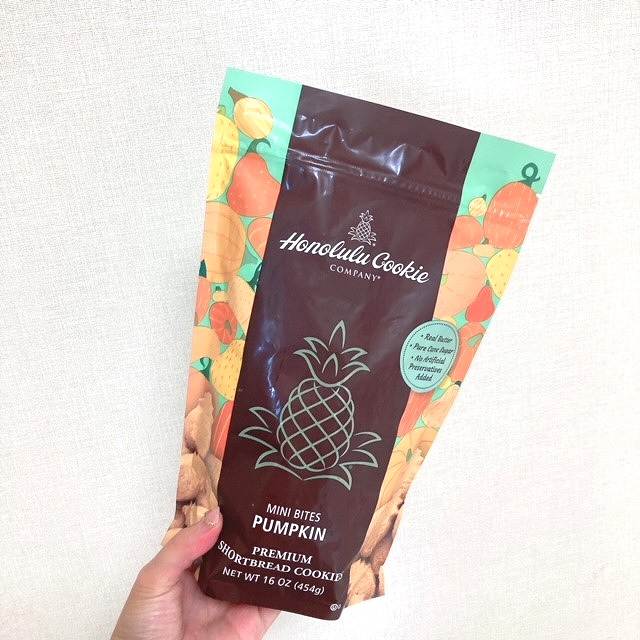 Honolulu Cookie
COMPANY®
• Real Butter
• Pure Cane Sugar
• No Artificial
Preservatives
Added
MINI BITES
PUMPKIN
PREMIUM
SHORTBREAD COOKIE
NET WT 16 OZ (454g)